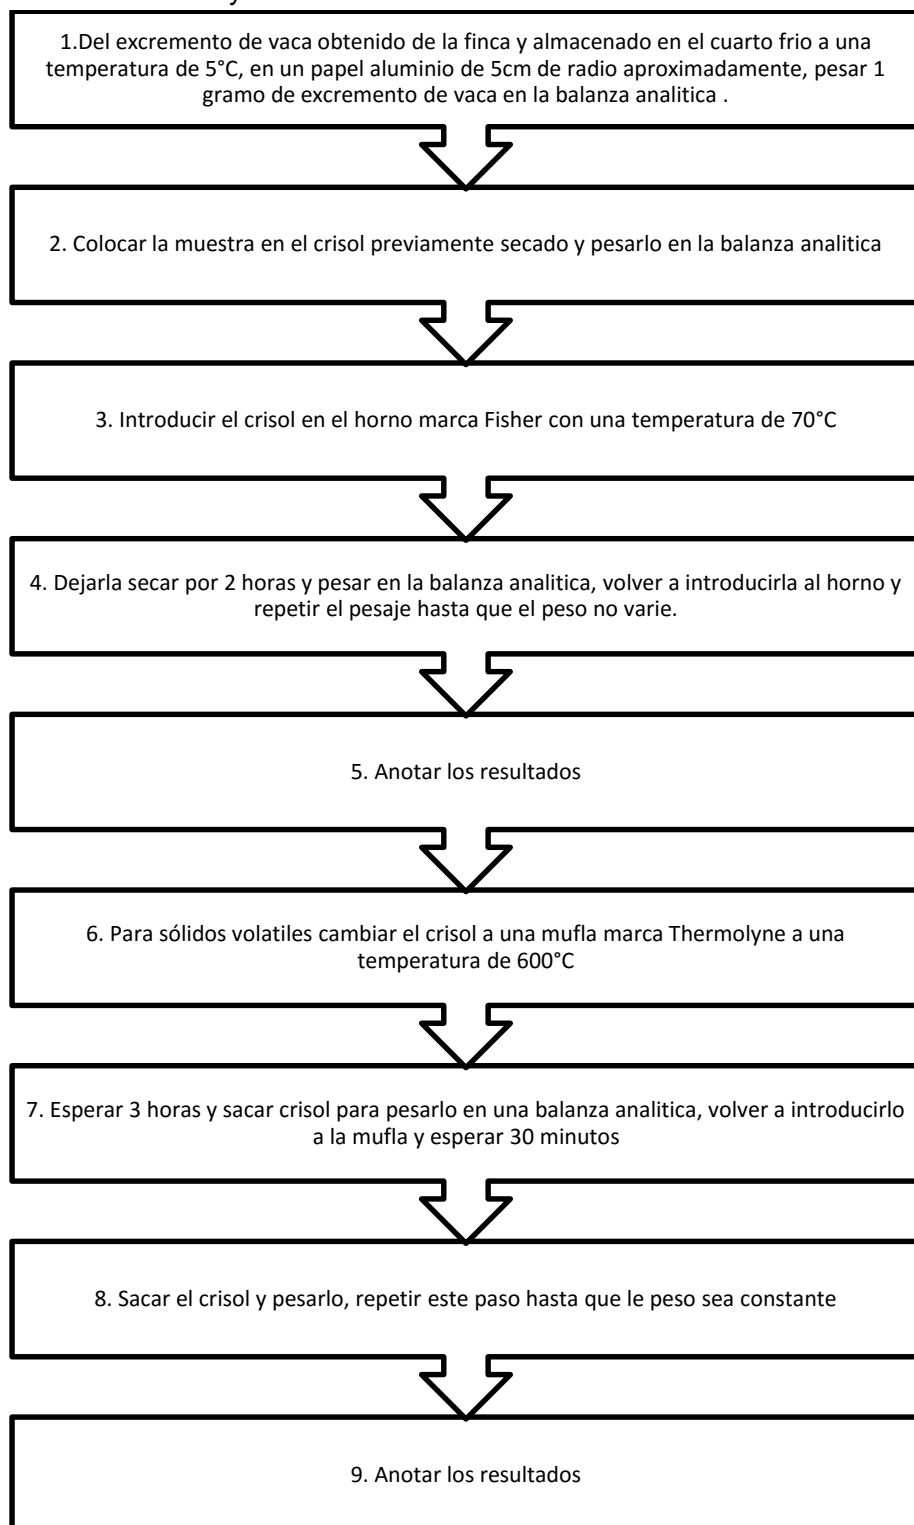 1.Del excremento de vaca obtenido de la finca y almacenado en el cuarto frio a una
temperatura de 5°C, en un papel aluminio de 5cm de radio aproximadamente, pesar 1
gramo de excremento de vaca en la balanza analitica .
2. Colocar la muestra en el crisol previamente secado y pesarlo en la balanza analitica
3. Introducir el crisol en el horno marca Fisher con una temperatura de 70°C
4. Dejarla secar por 2 horas y pesar en la balanza analitica, volver a introducirla al horno y
repetir el pesaje hasta que el peso no varie.
5. Anotar los resultados
6. Para sólidos volatiles cambiar el crisol a una mufla marca Thermolyne a una
temperatura de 600°C
7. Esperar 3 horas y sacar crisol para pesarlo en una balanza analitica, volver a introducirlo
a la mufla y esperar 30 minutos
8. Sacar el crisol y pesarlo, repetir este paso hasta que le peso sea constante
9. Anotar los resultados